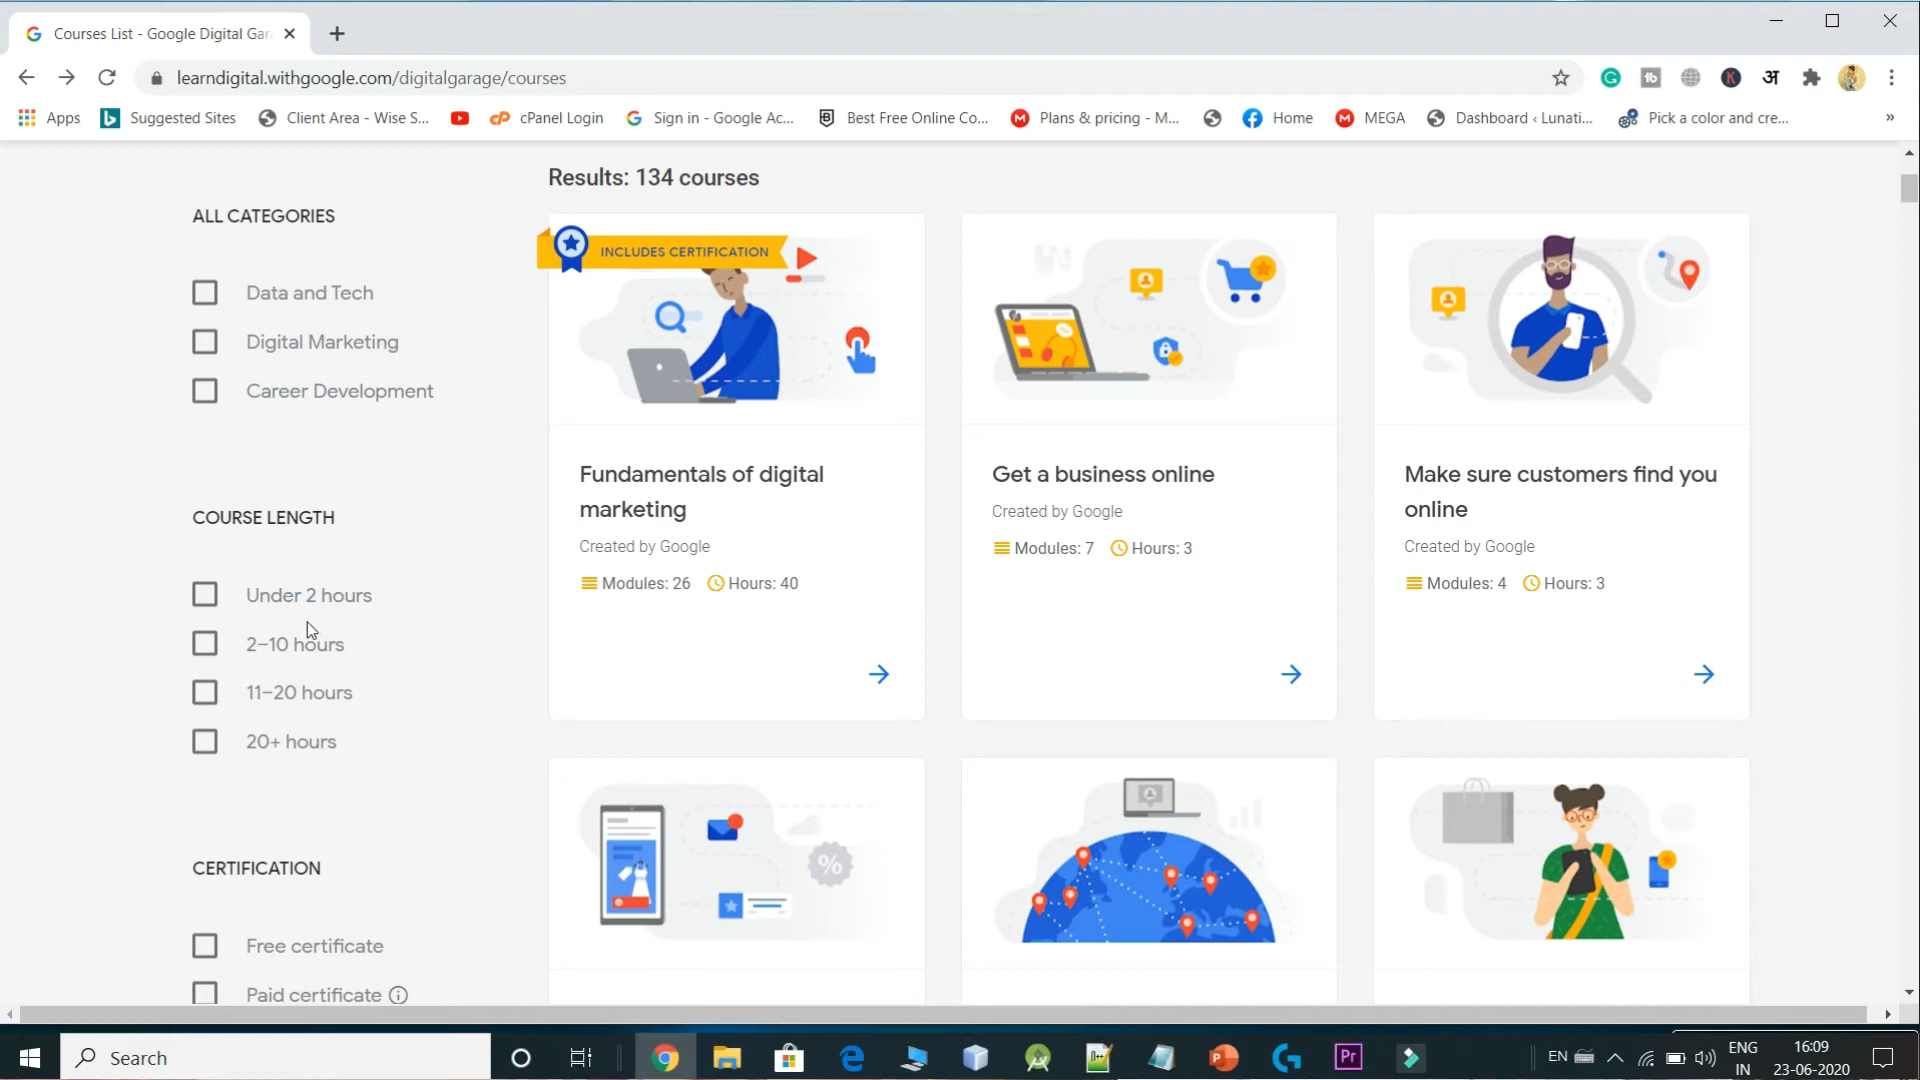 Courses List - Google Digital Gar
learndigital.withgoogle.com/digitalgarage/courses
Apps
Suggested Sites
Client Area - Wise S...
cPanel Login
Sign in - Google Ac...
Best Free Online Co...
Plans & pricing - M...
Home
MEGA
Dashboard ‹ Lunati...
Pick a color and cre...
»
Results: 134 courses
ALL CATEGORIES
Data and Tech
Digital Marketing
Career Development
COURSE LENGTH
Under 2 hours
2–10 hours
11–20 hours
20+ hours
CERTIFICATION
Free certificate
Paid certificate
INCLUDES CERTIFICATION
Fundamentals of digital
marketing
Created by Google
Modules: 26 Hours: 40
Get a business online
Created by Google
Modules: 7 Hours: 3
Make sure customers find you
online
Created by Google
Modules: 4 Hours: 3
%
Search
Pr
EN
ENG
IN
16:09
23-06-2020